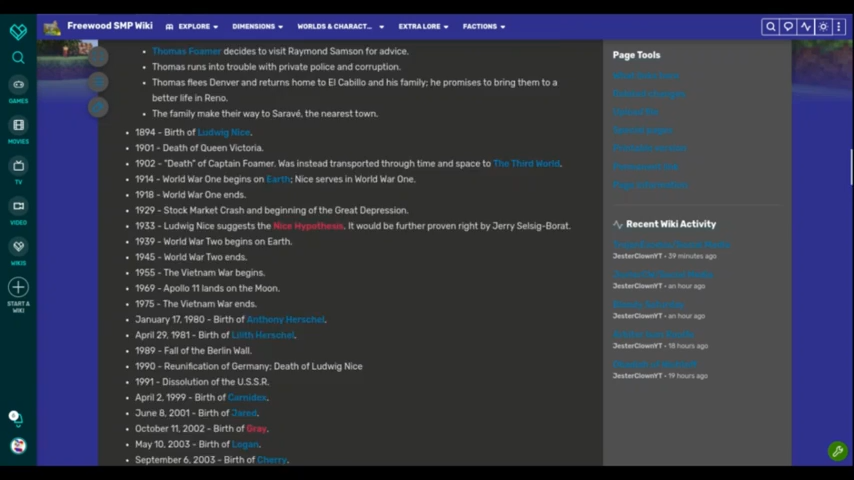 Freewood SMP Wiki
EXPLORE
DIMENSIONS
WORLDS & CHARACT...
EXTRA LORE
FACTIONS
GAMES
MOVIES
TV
VIDEO
WIKIS
START A
WIKI
Thomas Foamer decides to visit Raymond Samson for advice.
Thomas runs into trouble with private police and corruption.
Thomas flees Denver and returns home to El Cabillo and his family; he promises to bring them to a
better life in Reno.
The family make their way to Saravé, the nearest town.
1894 - Birth of Ludwig Nice.
1901 - Death of Queen Victoria.
1902 - "Death" of Captain Foamer. Was instead transported through time and space to The Third World.
1914 - World War One begins on Earth; Nice serves in World War One.
1918 - World War One ends.
1929 - Stock Market Crash and beginning of the Great Depression.
1933 - Ludwig Nice suggests the Nice Hypothesis. It would be further proven right by Jerry Selsig-Borat.
1939 - World War Two begins on Earth.
1945 - World War Two ends.
1955 - The Vietnam War begins.
1969 - Apollo 11 lands on the Moon.
1975 - The Vietnam War ends.
January 17, 1980 - Birth of Anthony Herschel.
April 29, 1981 - Birth of Lilith Herschel.
1989 - Fall of the Berlin Wall.
1990 - Reunification of Germany; Death of Ludwig Nice
1991 - Dissolution of the U.S.S.R.
April 2, 1999 - Birth of Carnidex.
June 8, 2001 - Birth of Jared.
October 11, 2002 - Birth of Gray.
May 10, 2003 - Birth of Logan.
September 6, 2003 - Birth of Cherry.
Page Tools
Recent Wiki Activity
JesterClownYT • 39 minutes ago
JesterClownYT • an hour ago
JesterClownYT • an hour ago
JesterClownYT • 18 hours ago
JesterClownYT • 19 hours ago